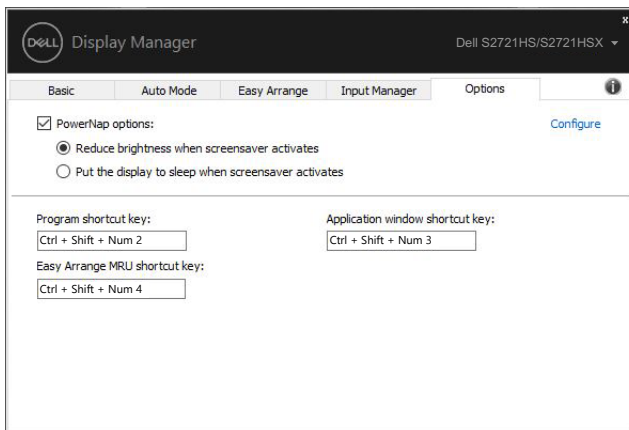 x
DELL Display Manager
Dell S2721HS/S2721HSX
Basic Auto Mode Easy Arrange Input Manager Options i
PowerNap options: Configure
Reduce brightness when screensaver activates
Put the display to sleep when screensaver activates
Program shortcut key: Application window shortcut key:
Ctrl + Shift + Num 2 Ctrl + Shift + Num 3
Easy Arrange MRU shortcut key:
Ctrl + Shift + Num 4